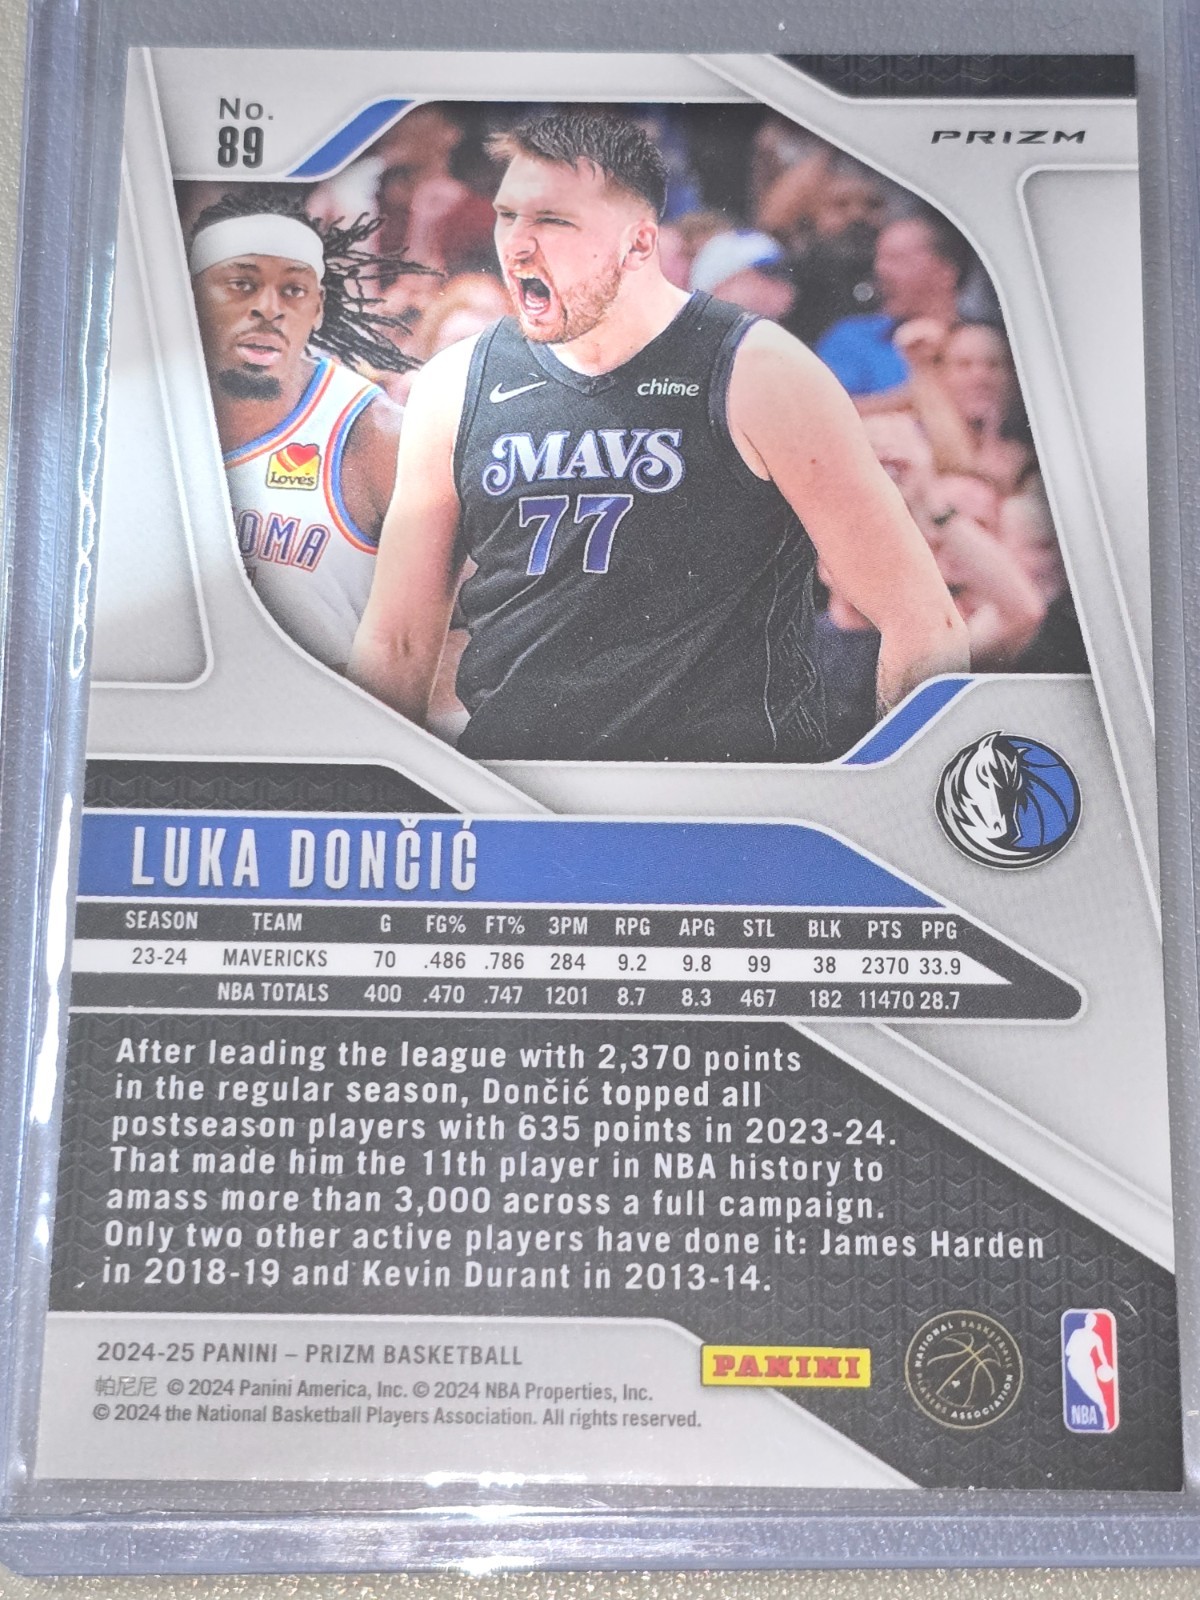 No.
89
PRIZM
chime
MAVS
77
Love's
OMA
LUKA DONČIĆ
SEASON TEAM G FG% FT% 3PM RPG APG STL BLK PTS PPG
23-24 MAVERICKS 70 .486 .786 284 9.2 9.8 99 38 2370 33.9
NBA TOTALS 400 .470 .747 1201 8.7 8.3 467 182 11470 28.7
After leading the league with 2,370 points
in the regular season, Dončić topped all
postseason players with 635 points in 2023-24.
That made him the 11th player in NBA history to
amass more than 3,000 across a full campaign.
Only two other active players have done it: James Harden
in 2018-19 and Kevin Durant in 2013-14.
2024-25 PANINI – PRIZM BASKETBALL
帕尼尼 © 2024 Panini America, Inc. © 2024 NBA Properties, Inc.
© 2024 the National Basketball Players Association. All rights reserved.
PANINI
NATIONAL BASKETBALL PLAYERS ASSOCIATION
NBA